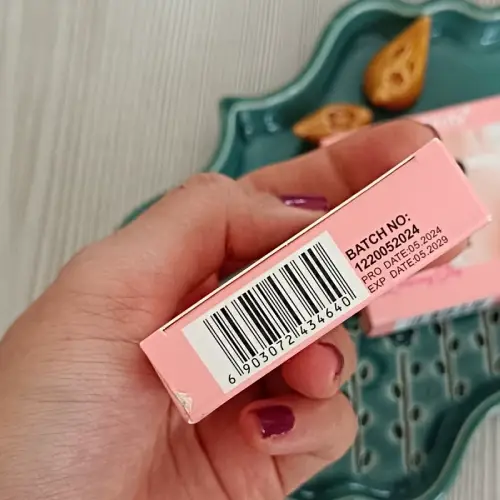 BATCH NO:
1220052024
PRO DATE:05.2024
EXP DATE:05.2029
6 903072 434640